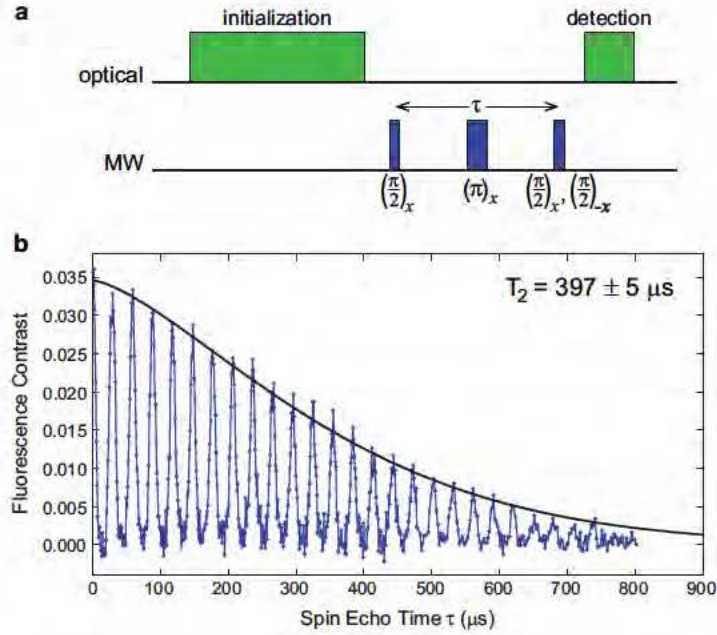 a
initialization
detection
optical
τ
MW
(π/2)x
(π)x
(π/2)x, (π/2)-x
b
T2 = 397 ± 5 μs
Fluorescence Contrast
0.035
0.030
0.025
0.020
0.015
0.010
0.005
0.000
0 100 200 300 400 500 600 700 800 900
Spin Echo Time τ (μs)